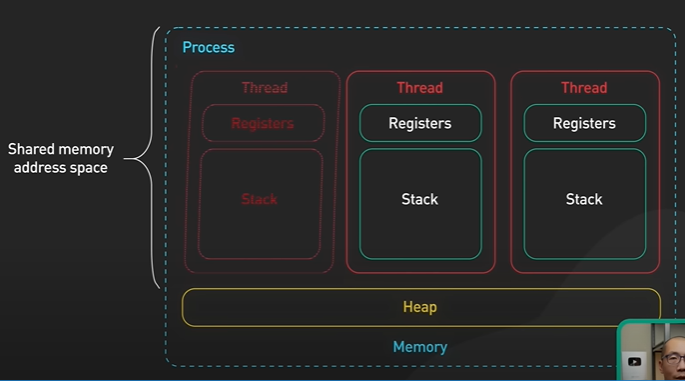 Process
Thread
Thread
Thread
Registers
Registers
Registers
Shared memory
address space
Stack
Stack
Stack
Heap
Memory